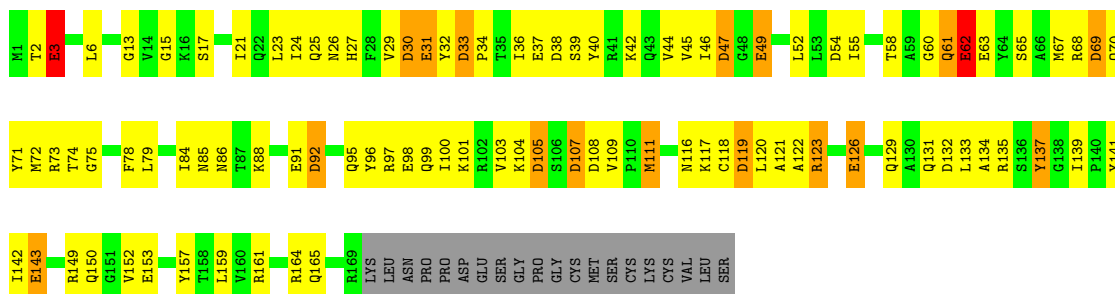 M1 T2 E3 L6 G13 V14 G15 K16 S17 I21 Q22 L23 I24 Q25 N26 H27 F28 V29 D30 E31 Y32 D33 P34 T35 I36 E37 D38 S39 Y40 R41 K42 Q43 V44 V45 I46 D47 G48 E49 L52 L53 D54 I55 T58 A59 G60 Q61 E62 E63 Y64 S65 A66 M67 R68 D69
Y71 M72 R73 T74 G75 F78 L79 I84 N85 N86 T87 K88 E91 D92 Q95 Y96 R97 E98 Q99 I100 K101 R102 V103 K104 D105 S106 D107 D108 V109 P110 M111 N116 K117 C118 D119 L120 A121 A122 R123 E126 Q129 A130 Q131 D132 L133 A134 R135 S136 Y137 G138 I139 P140 Y141
I142 E143 R149 Q150 G151 V152 E153 Y157 T158 L159 V160 R161 R164 Q165 R169 LYS LEU ASN PRO PRO ASP GLU SER GLY PRO GLY CYS MET SER CYS LYS CYS VAL LEU SER